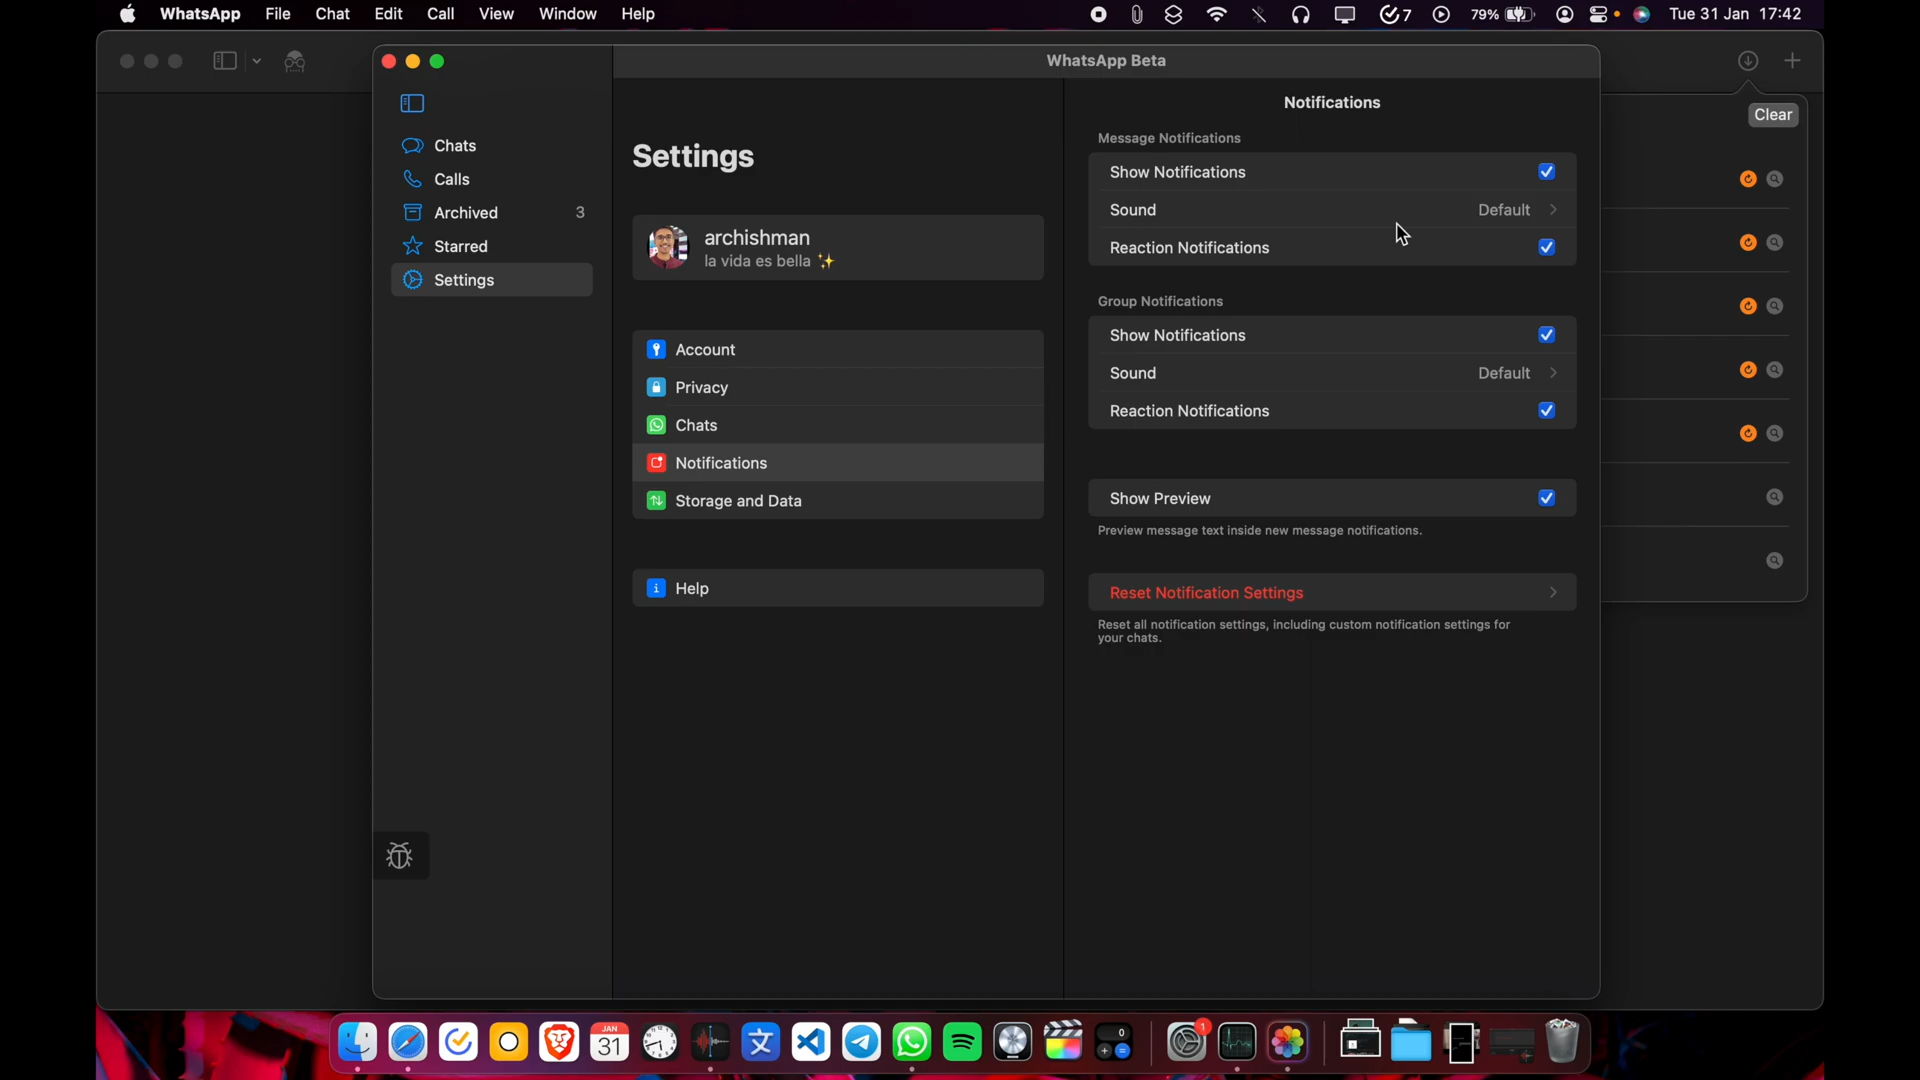 WhatsApp File Chat Edit Call View Window Help
7
79%
Tue 31 Jan 17:42
WhatsApp Beta
Clear
Chats
Calls
Archived 3
Starred
Settings
Settings
archishman
la vida es bella ✨
Account
Privacy
Chats
Notifications
Storage and Data
Help
Notifications
Message Notifications
Show Notifications
Sound Default
Reaction Notifications
Group Notifications
Show Notifications
Sound Default
Reaction Notifications
Show Preview
Preview message text inside new message notifications.
Reset Notification Settings
Reset all notification settings, including custom notification settings for
your chats.
JAN
31
文
0
1